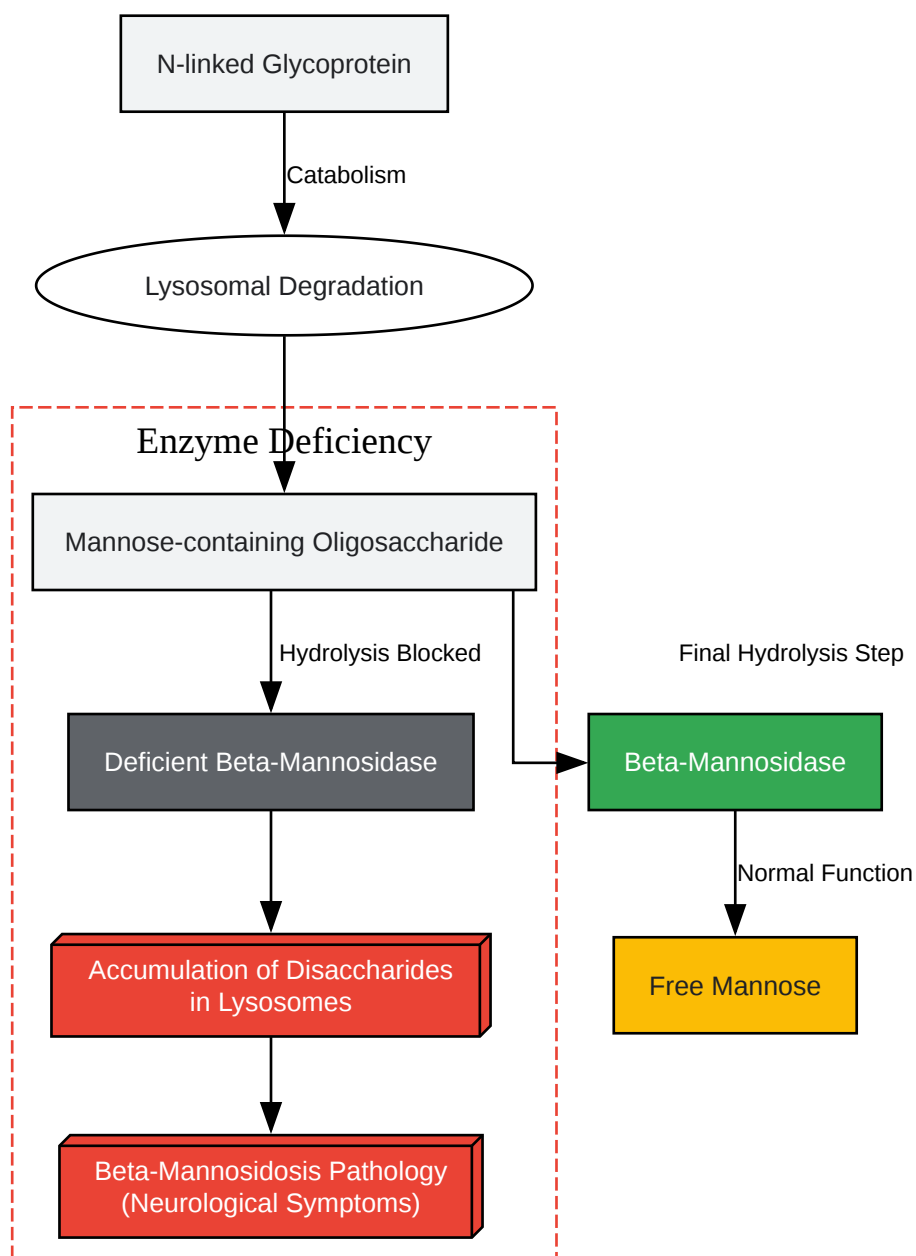 N-linked Glycoprotein
Catabolism
Lysosomal Degradation
Enzyme Deficiency
Mannose-containing Oligosaccharide
Hydrolysis Blocked
Final Hydrolysis Step
Deficient Beta-Mannosidase
Beta-Mannosidase
Normal Function
Accumulation of Disaccharides
in Lysosomes
Free Mannose
Beta-Mannosidosis Pathology
(Neurological Symptoms)